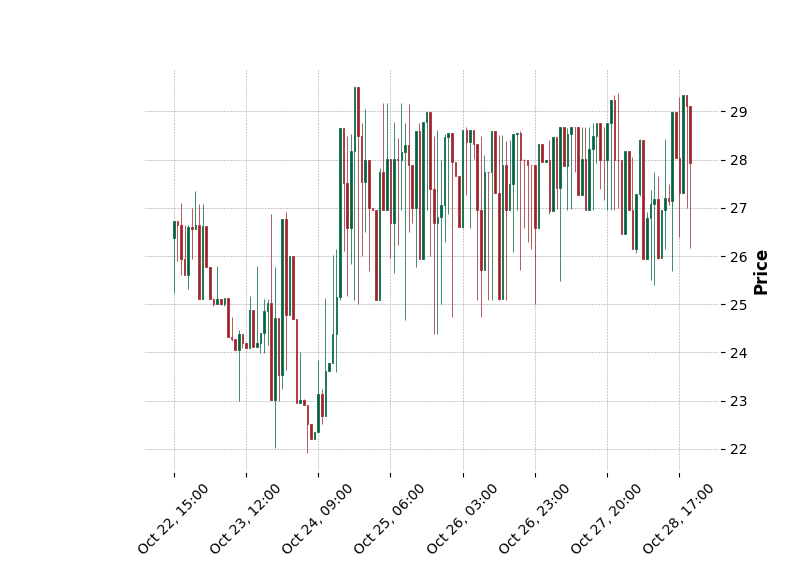 29
28
27
26
25
24
23
22
Price
Oct 22, 15:00
Oct 23, 12:00
Oct 24, 09:00
Oct 25, 06:00
Oct 26, 03:00
Oct 26, 23:00
Oct 27, 20:00
Oct 28, 17:00